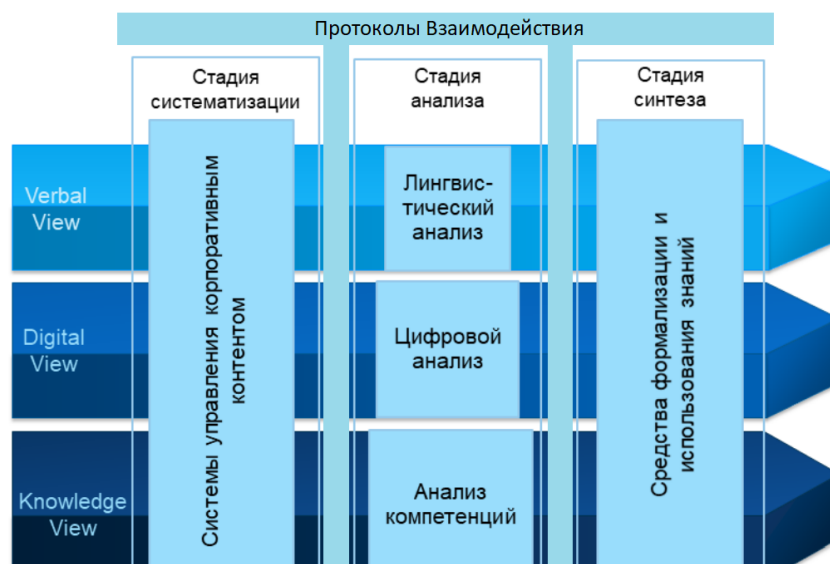 Протоколы Взаимодействия
Стадия
систематизации
Стадия
анализа
Стадия
синтеза
Verbal
View
Digital
View
Knowledge
View
Системы управления корпоративным
контентом
Лингвис-
тический
анализ
Цифровой
анализ
Анализ
компетенций
Средства формализации и
использования знаний